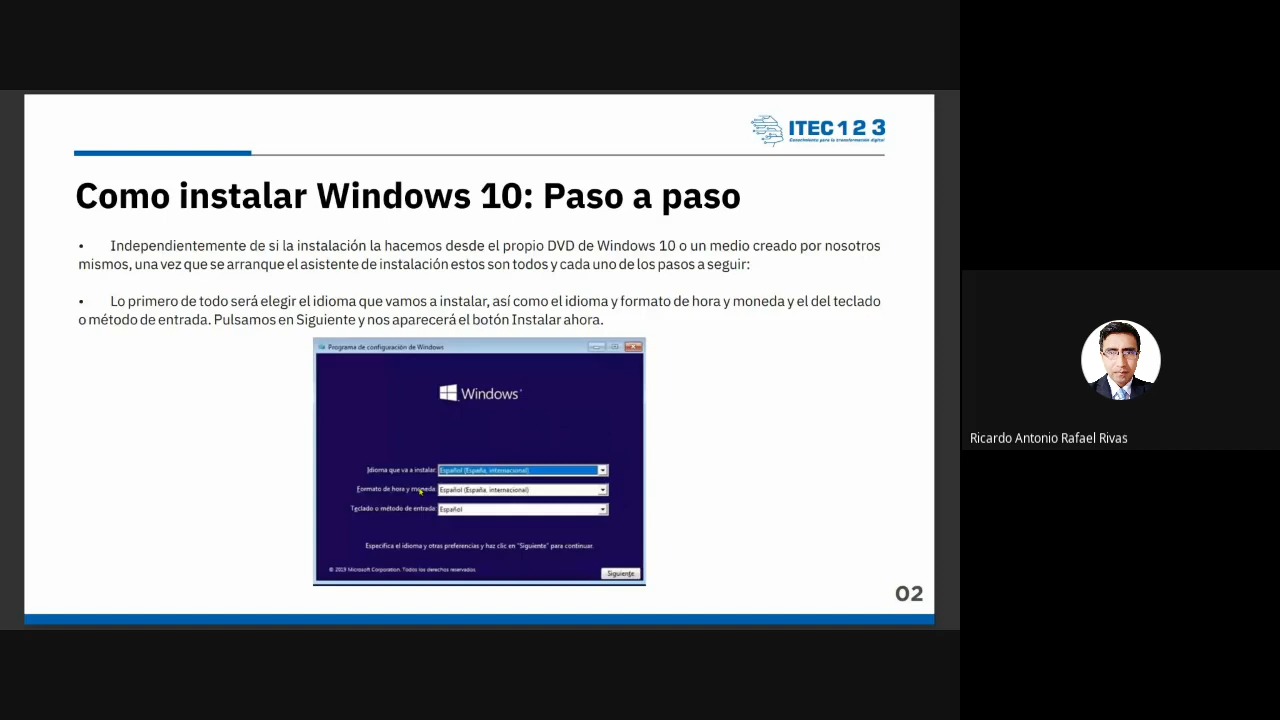 ITEC 1 2 3
Conocimiento para la transformación digital
Como instalar Windows 10: Paso a paso
• Independientemente de si la instalación la hacemos desde el propio DVD de Windows 10 o un medio creado por nosotros
mismos, una vez que se arranque el asistente de instalación estos son todos y cada uno de los pasos a seguir:
• Lo primero de todo será elegir el idioma que vamos a instalar, así como el idioma y formato de hora y moneda y el del teclado
o método de entrada. Pulsamos en Siguiente y nos aparecerá el botón Instalar ahora.
Programa de configuración de Windows
Windows
Idioma que va a instalar: Español (España, internacional)
Formato de hora y moneda: Español (España, internacional)
Teclado o método de entrada: Español
Especifica el idioma y otras preferencias y haz clic en "Siguiente" para continuar.
© 2019 Microsoft Corporation. Todos los derechos reservados.
Siguiente
02
Ricardo Antonio Rafael Rivas